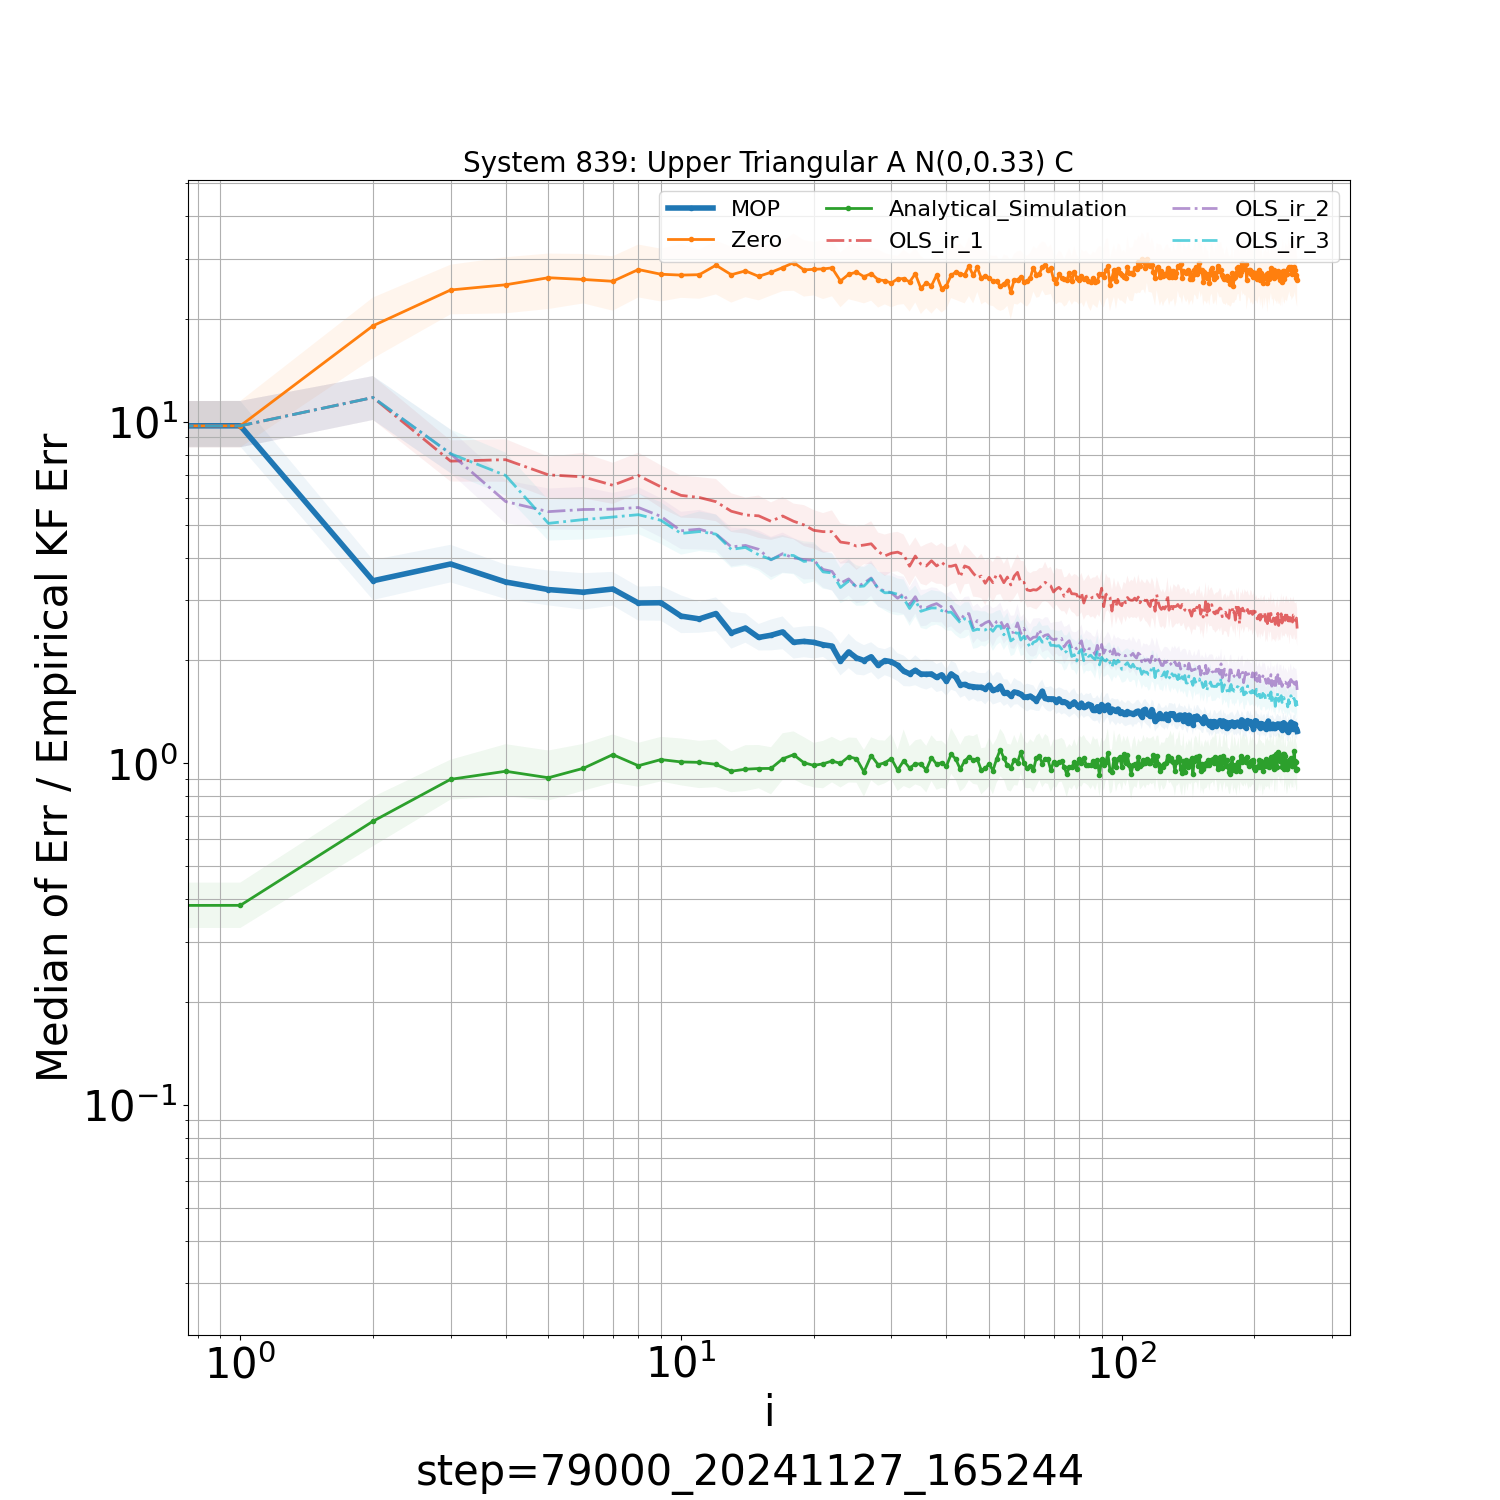 System 839: Upper Triangular A N(0,0.33) C
MOP
Zero
Analytical_Simulation
OLS_ir_1
OLS_ir_2
OLS_ir_3
Median of Err / Empirical KF Err
10¹
10⁰
10⁻¹
10⁰ 10¹ 10²
i
step=79000_20241127_165244